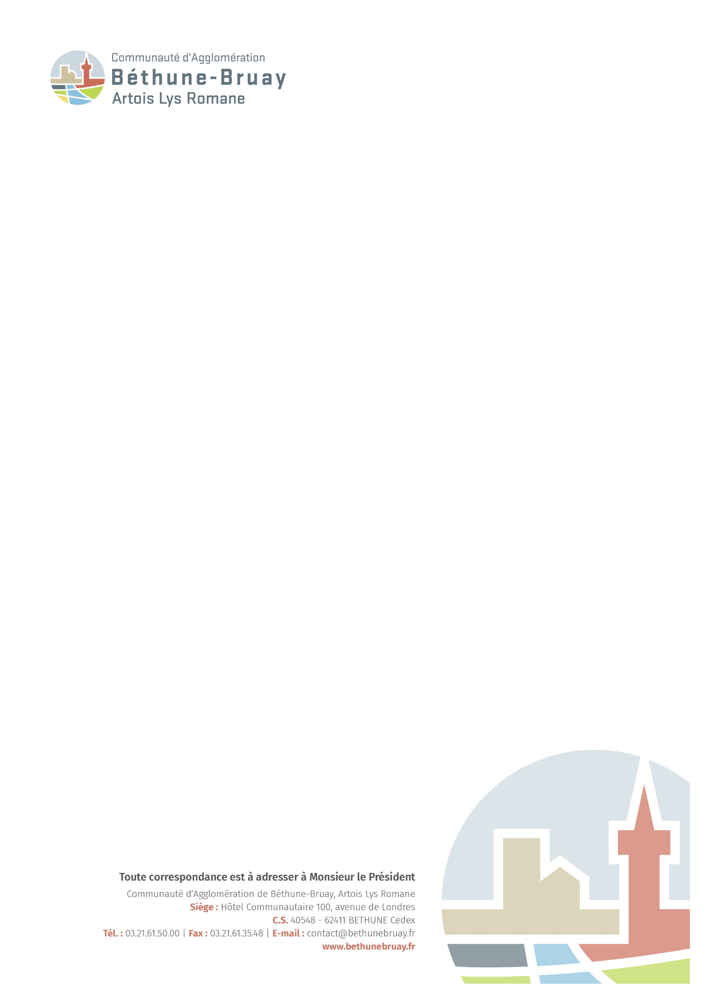 Communauté d'Agglomération
Béthune-Bruay
Artois Lys Romane
Toute correspondance est à adresser à Monsieur le Président
Communauté d’Agglomération de Béthune-Bruay, Artois Lys Romane
Siège : Hôtel Communautaire 100, avenue de Londres
C.S. 40548 - 62411 BETHUNE Cedex
Tél. : 03.21.61.50.00 | Fax : 03.21.61.35.48 | E-mail : contact@bethunebruay.fr
www.bethunebruay.fr